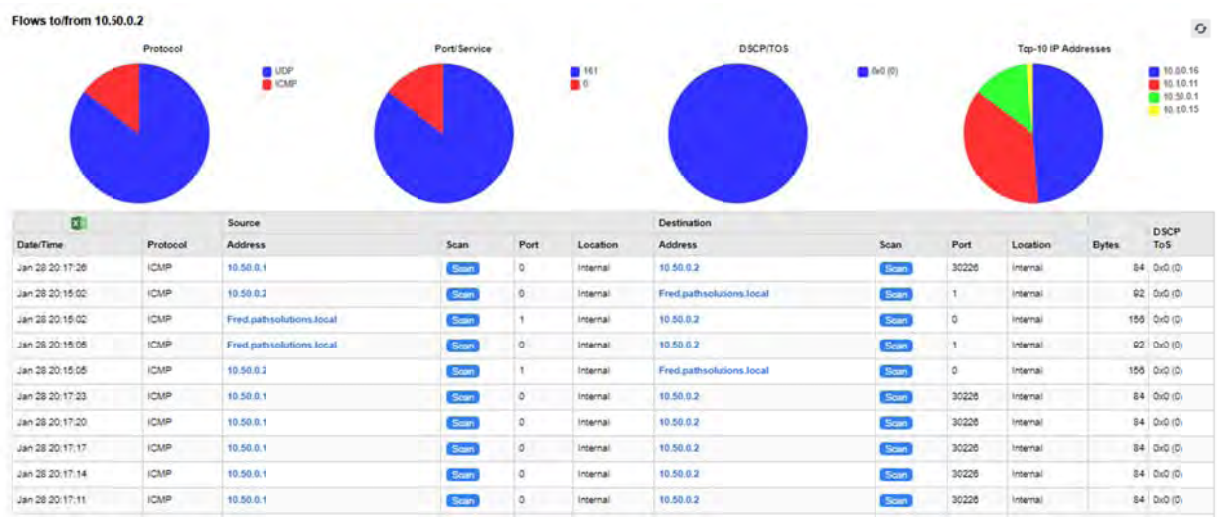 Flows to/from 10.50.0.2
Protocol
UDP
ICMP
Port/Service
161
0
DSCP/TOS
0x0 (0)
Top-10 IP Addresses
10.0.0.16
10.1.0.11
10.50.0.1
10.1.0.15
Source Destination
Date/Time Protocol Address Scan Port Location Address Scan Port Location Bytes DSCP ToS
Jan 28 20:17:26 ICMP 10.50.0.1 Scan 0 Internal 10.50.0.2 Scan 30226 Internal 84 0x0 (0)
Jan 28 20:15:02 ICMP 10.50.0.2 Scan 0 Internal Fred.pathsolutions.local Scan 1 Internal 92 0x0 (0)
Jan 28 20:15:02 ICMP Fred.pathsolutions.local Scan 1 Internal 10.50.0.2 Scan 0 Internal 156 0x0 (0)
Jan 28 20:15:05 ICMP Fred.pathsolutions.local Scan 0 Internal 10.50.0.2 Scan 1 Internal 92 0x0 (0)
Jan 28 20:15:05 ICMP 10.50.0.2 Scan 1 Internal Fred.pathsolutions.local Scan 0 Internal 156 0x0 (0)
Jan 28 20:17:23 ICMP 10.50.0.1 Scan 0 Internal 10.50.0.2 Scan 30226 Internal 84 0x0 (0)
Jan 28 20:17:20 ICMP 10.50.0.1 Scan 0 Internal 10.50.0.2 Scan 30226 Internal 84 0x0 (0)
Jan 28 20:17:17 ICMP 10.50.0.1 Scan 0 Internal 10.50.0.2 Scan 30226 Internal 84 0x0 (0)
Jan 28 20:17:14 ICMP 10.50.0.1 Scan 0 Internal 10.50.0.2 Scan 30226 Internal 84 0x0 (0)
Jan 28 20:17:11 ICMP 10.50.0.1 Scan 0 Internal 10.50.0.2 Scan 30226 Internal 84 0x0 (0)